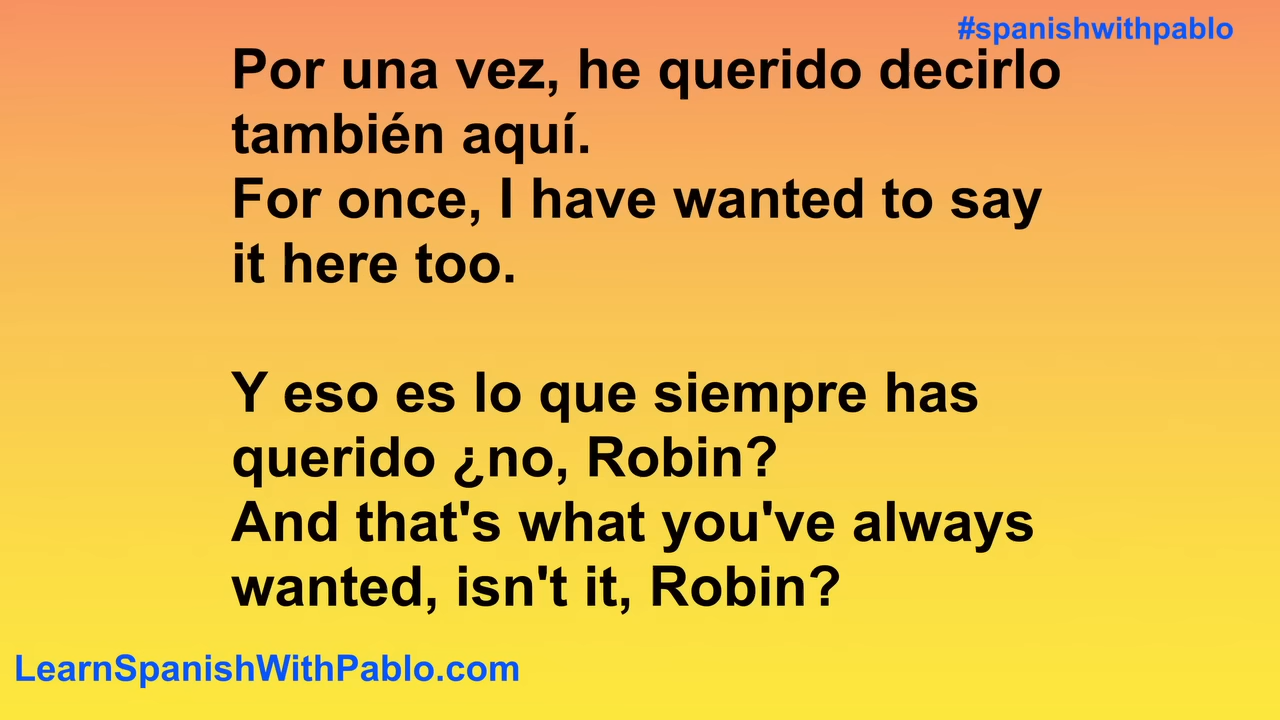 #spanishwithpablo
Por una vez, he querido decirlo
también aquí.
For once, I have wanted to say
it here too.
Y eso es lo que siempre has
querido ¿no, Robin?
And that's what you've always
wanted, isn't it, Robin?
LearnSpanishWithPablo.com